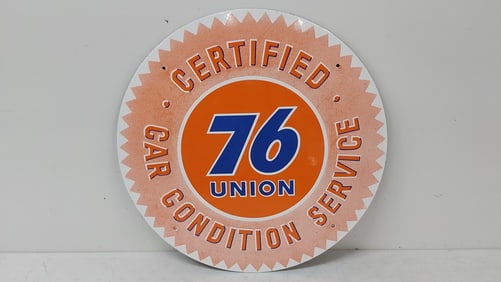 · CERTIFIED ·
76
UNION
CAR CONDITION SERVICE